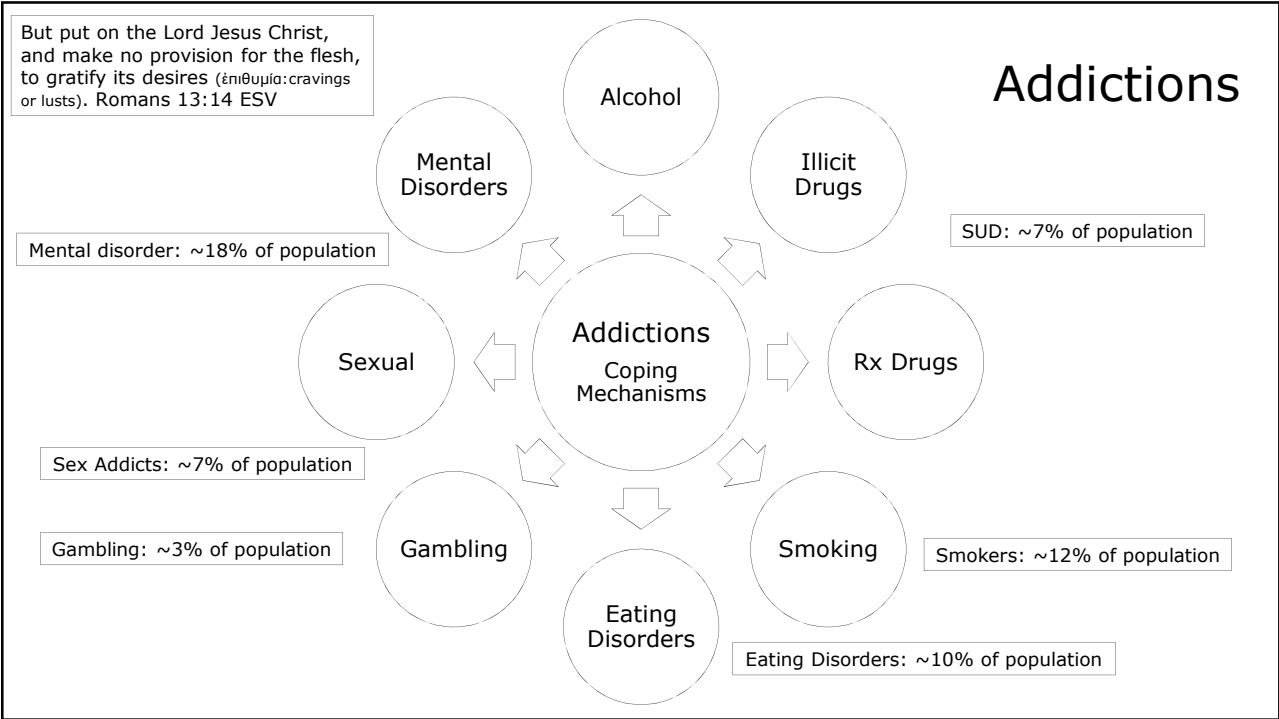 But put on the Lord Jesus Christ,
and make no provision for the flesh,
to gratify its desires (ἐπιθυμία:cravings
or lusts). Romans 13:14 ESV
Addictions
Alcohol
Mental
Disorders
Illicit
Drugs
SUD: ~7% of population
Mental disorder: ~18% of population
Addictions
Coping
Mechanisms
Sexual
Rx Drugs
Sex Addicts: ~7% of population
Gambling: ~3% of population
Gambling
Smoking
Smokers: ~12% of population
Eating
Disorders
Eating Disorders: ~10% of population